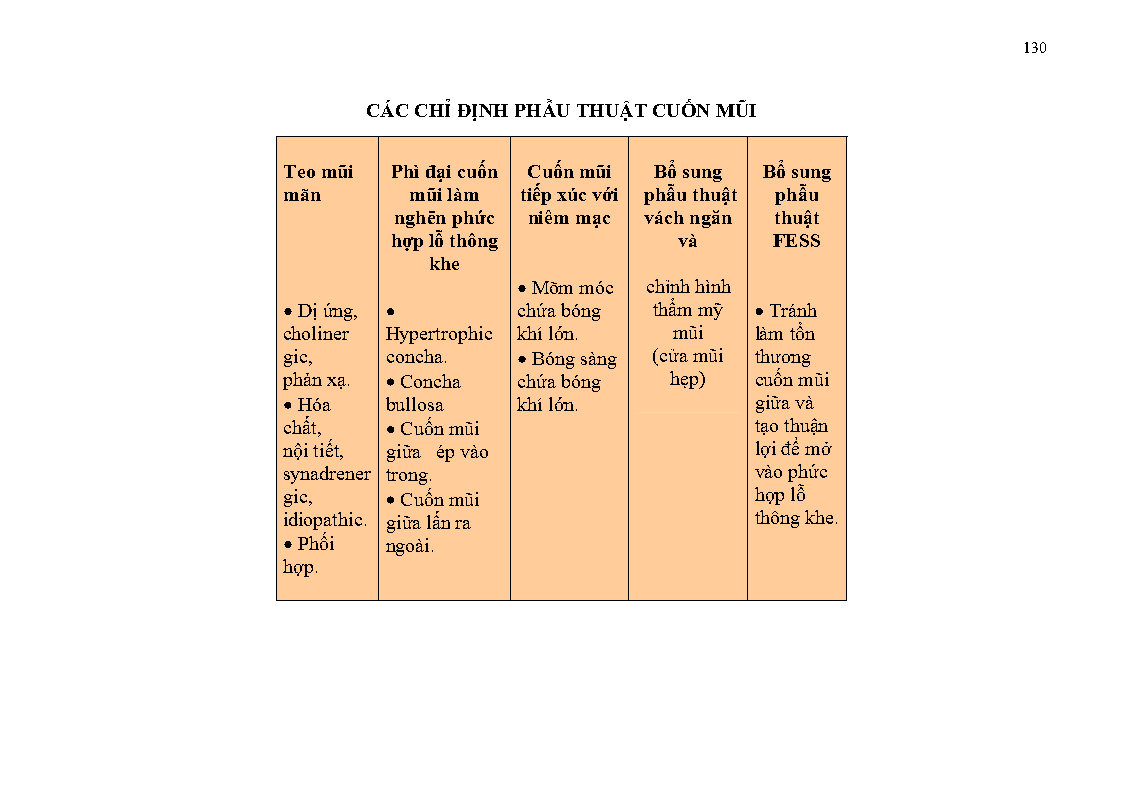 130
CÁC CHỈ ĐỊNH PHẪU THUẬT CUỐN MŨI
Teo mũi
mãn
• Dị ứng,
choliner
gic,
phản xạ.
• Hóa
chất,
nội tiết,
synadrener
gic,
idiopathic.
• Phối
hợp.
Phì đại cuốn
mũi làm
nghẽn phức
hợp lỗ thông
khe
•
Hypertrophic
concha.
• Concha
bullosa
• Cuốn mũi
giữa ép vào
trong.
• Cuốn mũi
giữa lấn ra
ngoài.
Cuốn mũi
tiếp xúc với
niêm mạc
• Mõm móc
chứa bóng
khí lớn.
• Bóng sàng
chứa bóng
khí lớn.
Bổ sung
phẫu thuật
vách ngăn
và
chỉnh hình
thẩm mỹ
mũi
(cửa mũi
hẹp)
Bổ sung
phẫu
thuật
FESS
• Tránh
làm tổn
thương
cuốn mũi
giữa và
tạo thuận
lợi để mở
vào phức
hợp lỗ
thông khe.